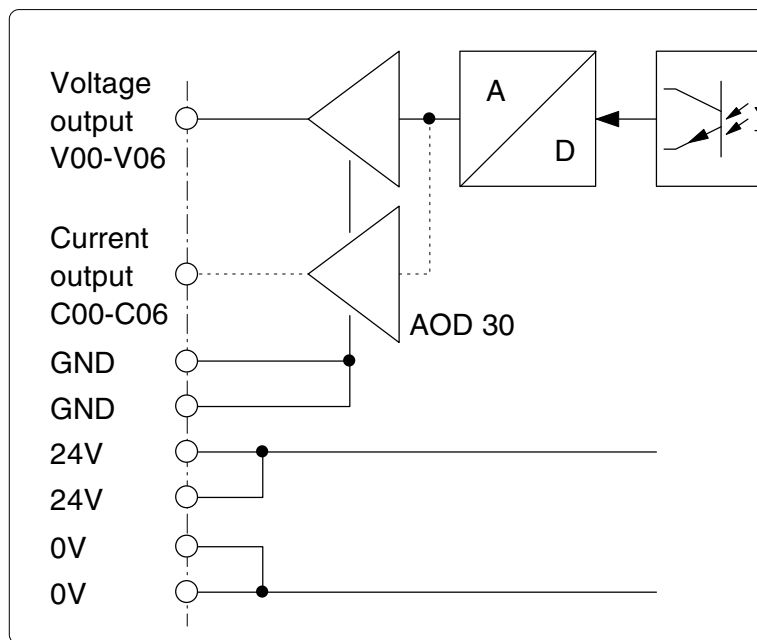 Voltage
output
V00-V06
A
D
Current
output
C00-C06
AOD 30
GND
GND
24V
24V
0V
0V